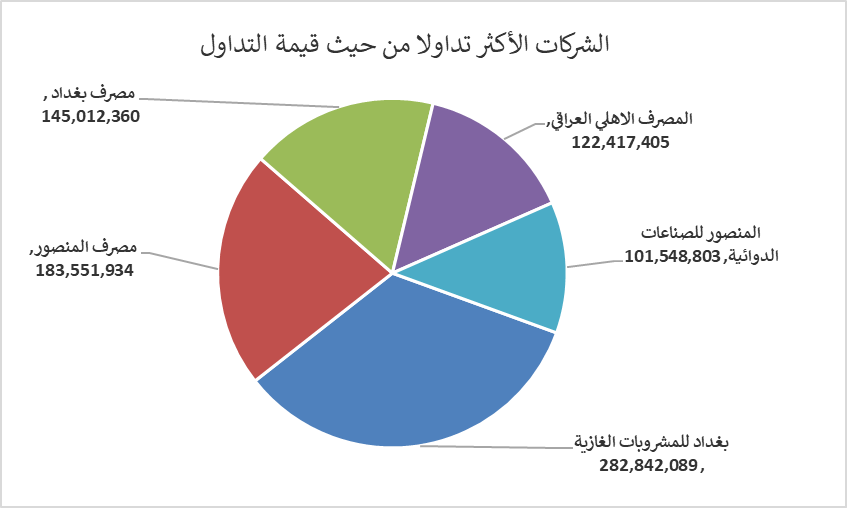 الشركات الأكثر تداولا من حيث قيمة التداول
مصرف بغداد ,
145,012,360
المصرف الاهلي العراقي,
122,417,405
المنصور للصناعات
الدوائية, 101,548,803
مصرف المنصور,
183,551,934
بغداد للمشروبات الغازية
, 282,842,089